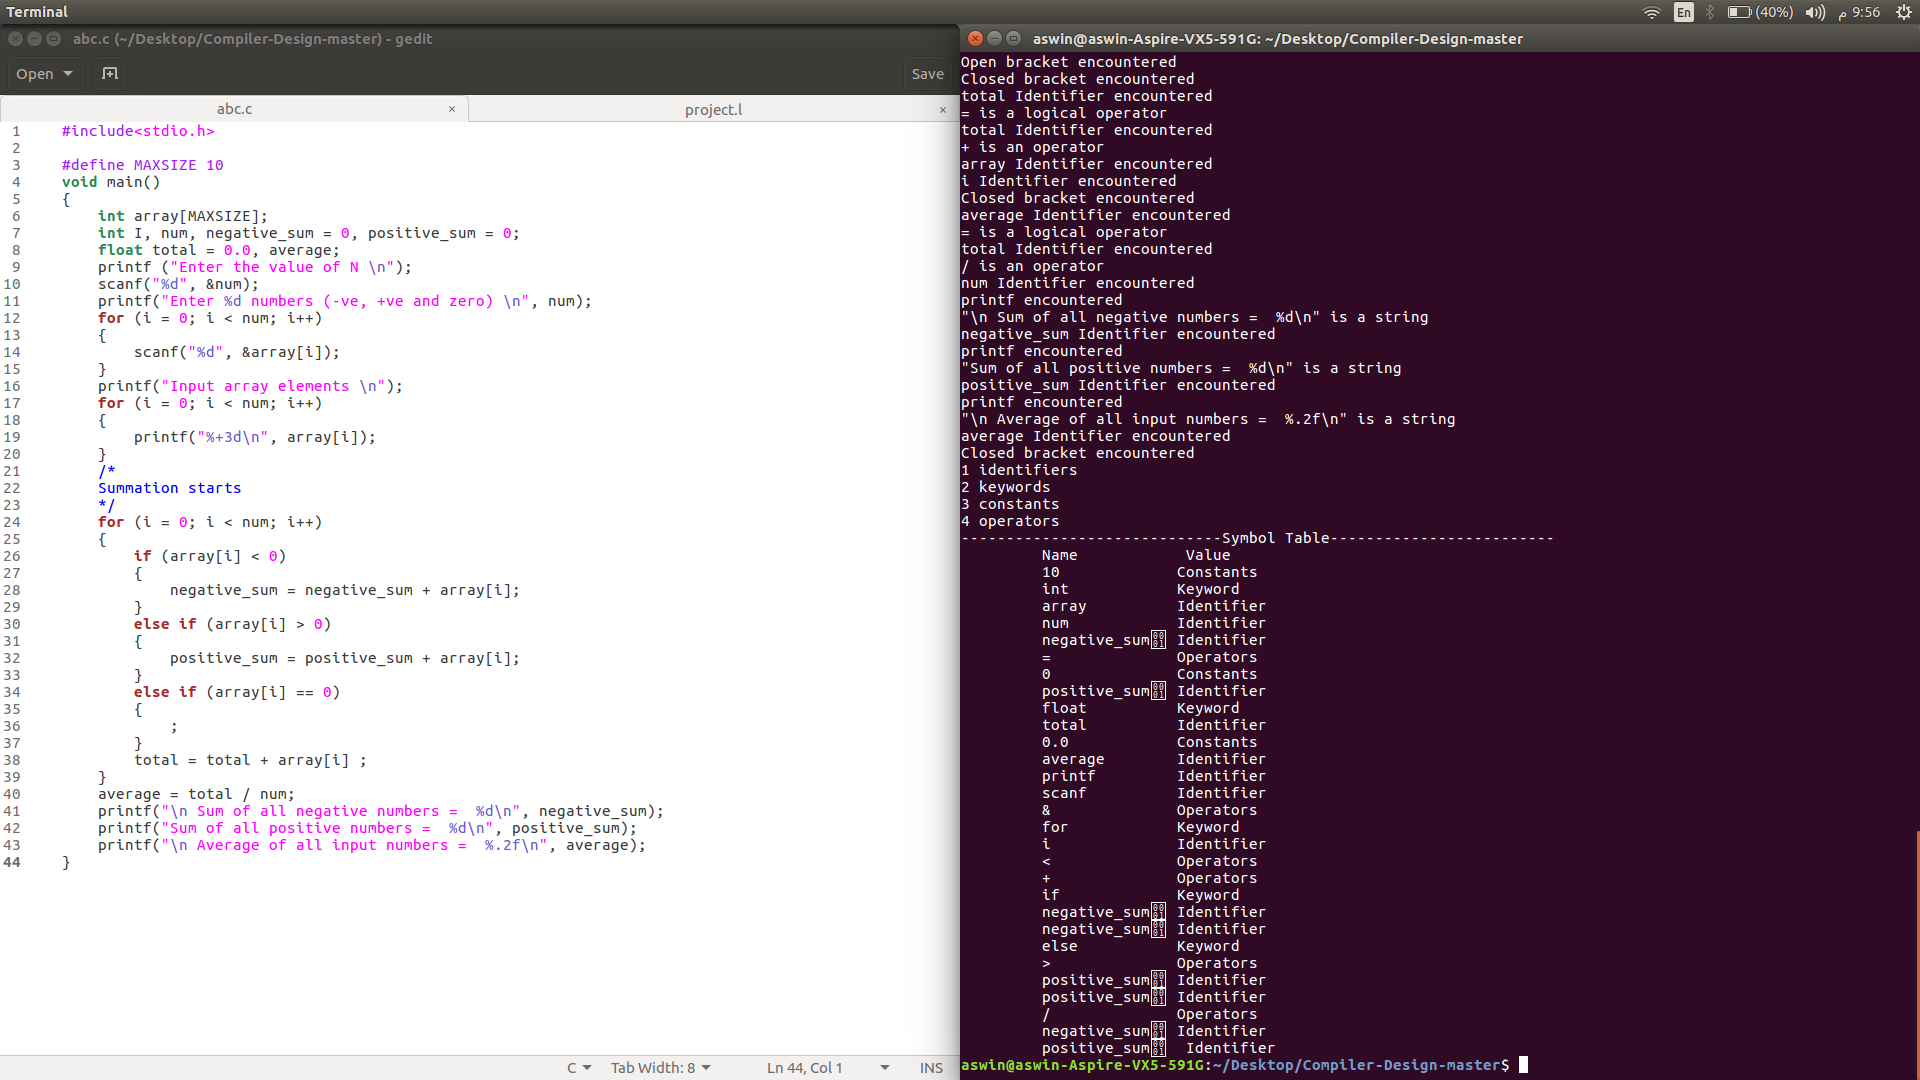 Terminal
En (40%) م 9:56
abc.c (~/Desktop/Compiler-Design-master) - gedit
Open Save
abc.c × project.l ×
1 #include<stdio.h>
2
3 #define MAXSIZE 10
4 void main()
5 {
6 int array[MAXSIZE];
7 int I, num, negative_sum = 0, positive_sum = 0;
8 float total = 0.0, average;
9 printf ("Enter the value of N \n");
10 scanf("%d", &num);
11 printf("Enter %d numbers (-ve, +ve and zero) \n", num);
12 for (i = 0; i < num; i++)
13 {
14 scanf("%d", &array[i]);
15 }
16 printf("Input array elements \n");
17 for (i = 0; i < num; i++)
18 {
19 printf("%+3d\n", array[i]);
20 }
21 /*
22 Summation starts
23 */
24 for (i = 0; i < num; i++)
25 {
26 if (array[i] < 0)
27 {
28 negative_sum = negative_sum + array[i];
29 }
30 else if (array[i] > 0)
31 {
32 positive_sum = positive_sum + array[i];
33 }
34 else if (array[i] == 0)
35 {
36 ;
37 }
38 total = total + array[i] ;
39 }
40 average = total / num;
41 printf("\n Sum of all negative numbers =  %d\n", negative_sum);
42 printf("Sum of all positive numbers =  %d\n", positive_sum);
43 printf("\n Average of all input numbers =  %.2f\n", average);
44 }
C Tab Width: 8 Ln 44, Col 1 INS
aswin@aswin-Aspire-VX5-591G: ~/Desktop/Compiler-Design-master
Open bracket encountered
Closed bracket encountered
total Identifier encountered
= is a logical operator
total Identifier encountered
+ is an operator
array Identifier encountered
i Identifier encountered
Closed bracket encountered
average Identifier encountered
= is a logical operator
total Identifier encountered
/ is an operator
num Identifier encountered
printf encountered
"\n Sum of all negative numbers =  %d\n" is a string
negative_sum Identifier encountered
printf encountered
"Sum of all positive numbers =  %d\n" is a string
positive_sum Identifier encountered
printf encountered
"\n Average of all input numbers =  %.2f\n" is a string
average Identifier encountered
Closed bracket encountered
1 identifiers
2 keywords
3 constants
4 operators
-----------------------------Symbol Table-------------------------
Name Value
10 Constants
int Keyword
array Identifier
num Identifier
negative_sum 0001 Identifier
= Operators
0 Constants
positive_sum 0001 Identifier
float Keyword
total Identifier
0.0 Constants
average Identifier
printf Identifier
scanf Identifier
& Operators
for Keyword
i Identifier
< Operators
+ Operators
if Keyword
negative_sum 0001 Identifier
negative_sum 0001 Identifier
else Keyword
> Operators
positive_sum 0001 Identifier
positive_sum 0001 Identifier
/ Operators
negative_sum 0001 Identifier
positive_sum 0001 Identifier
aswin@aswin-Aspire-VX5-591G:~/Desktop/Compiler-Design-master$